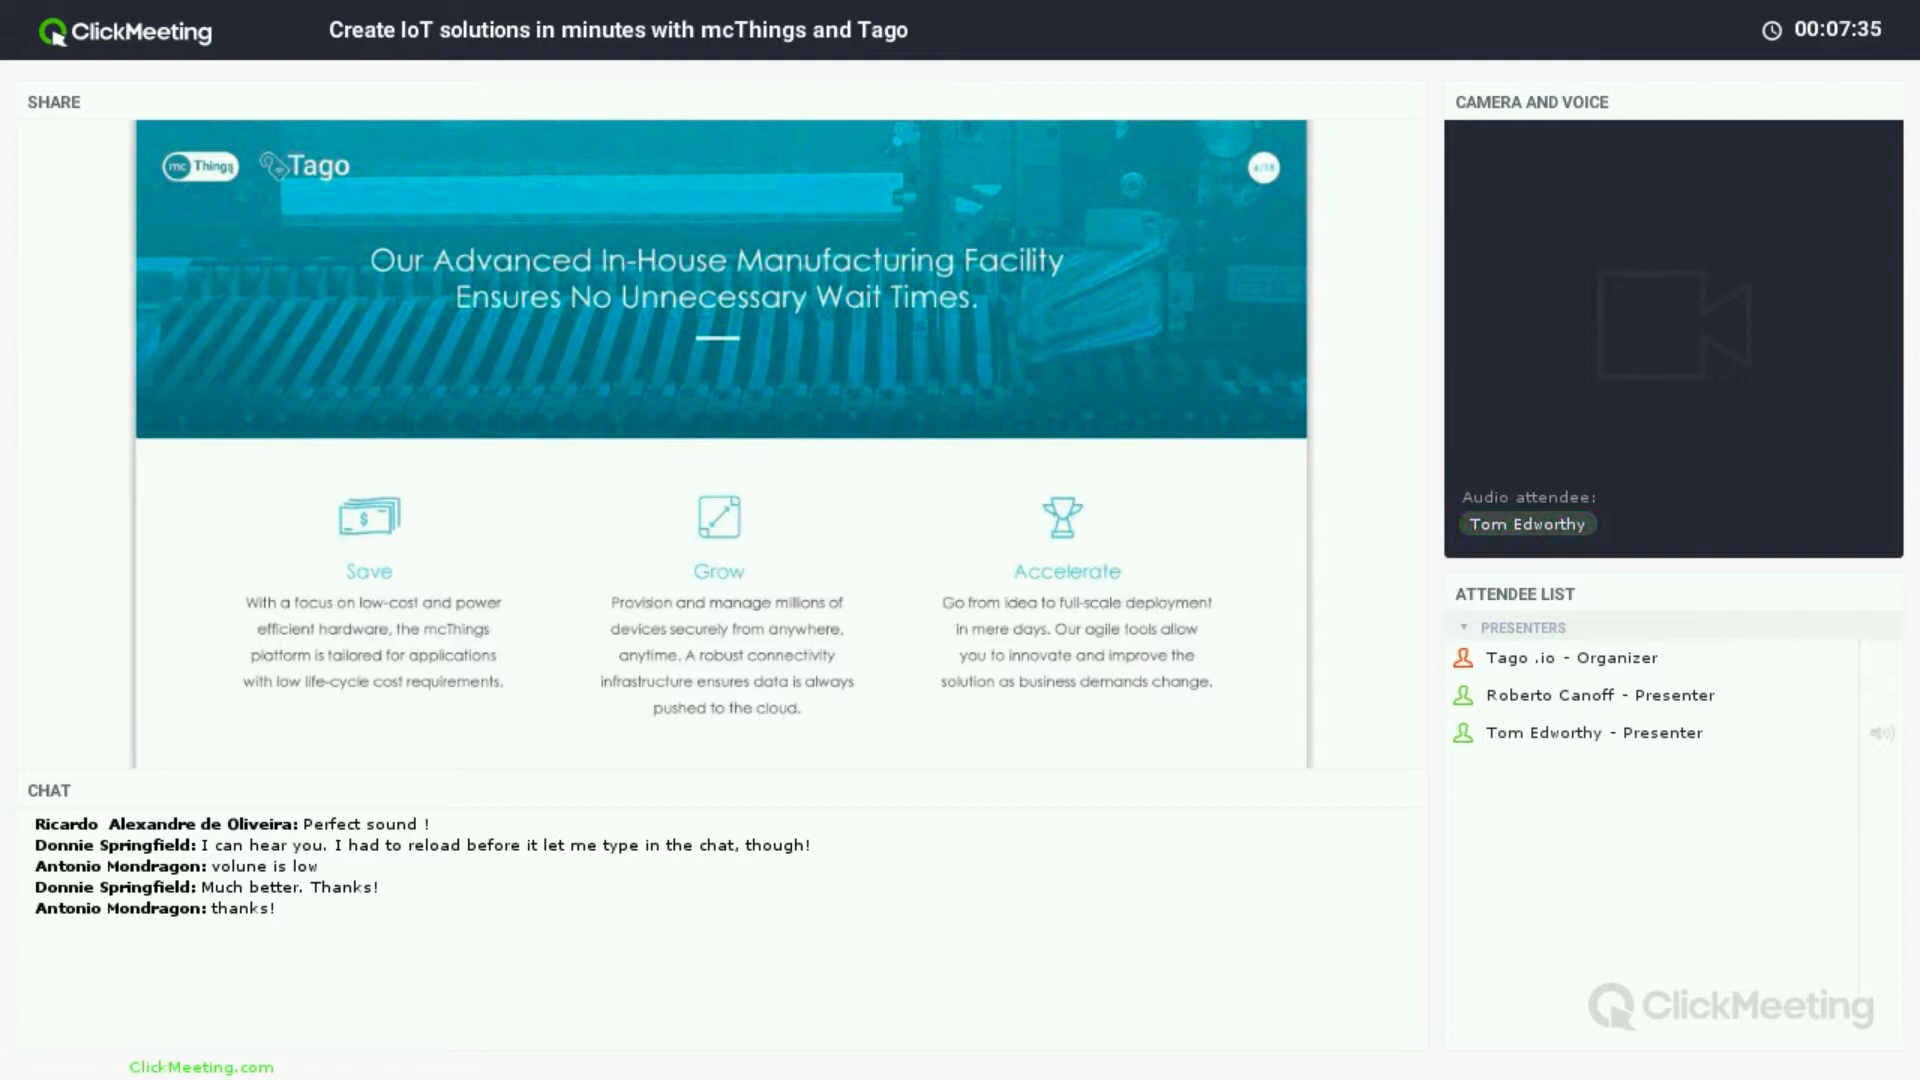 ClickMeeting
Create IoT solutions in minutes with mcThings and Tago
00:07:35
SHARE
mc Things
Tago
Our Advanced In-House Manufacturing Facility
Ensures No Unnecessary Wait Times.
$
Save
With a focus on low-cost and power
efficient hardware, the mcThings
platform is tailored for applications
with low life-cycle cost requirements.
Grow
Provision and manage millions of
devices securely from anywhere,
anytime. A robust connectivity
infrastructure ensures data is always
pushed to the cloud.
Accelerate
Go from idea to full-scale deployment
in mere days. Our agile tools allow
you to innovate and improve the
solution as business demands change.
CHAT
Ricardo  Alexandre de Oliveira: Perfect sound !
Donnie Springfield: I can hear you. I had to reload before it let me type in the chat, though!
Antonio Mondragon: volune is low
Donnie Springfield: Much better. Thanks!
Antonio Mondragon: thanks!
CAMERA AND VOICE
Audio attendee:
Tom Edworthy
ATTENDEE LIST
PRESENTERS
Tago .io - Organizer
Roberto Canoff - Presenter
Tom Edworthy - Presenter
ClickMeeting
ClickMeeting.com